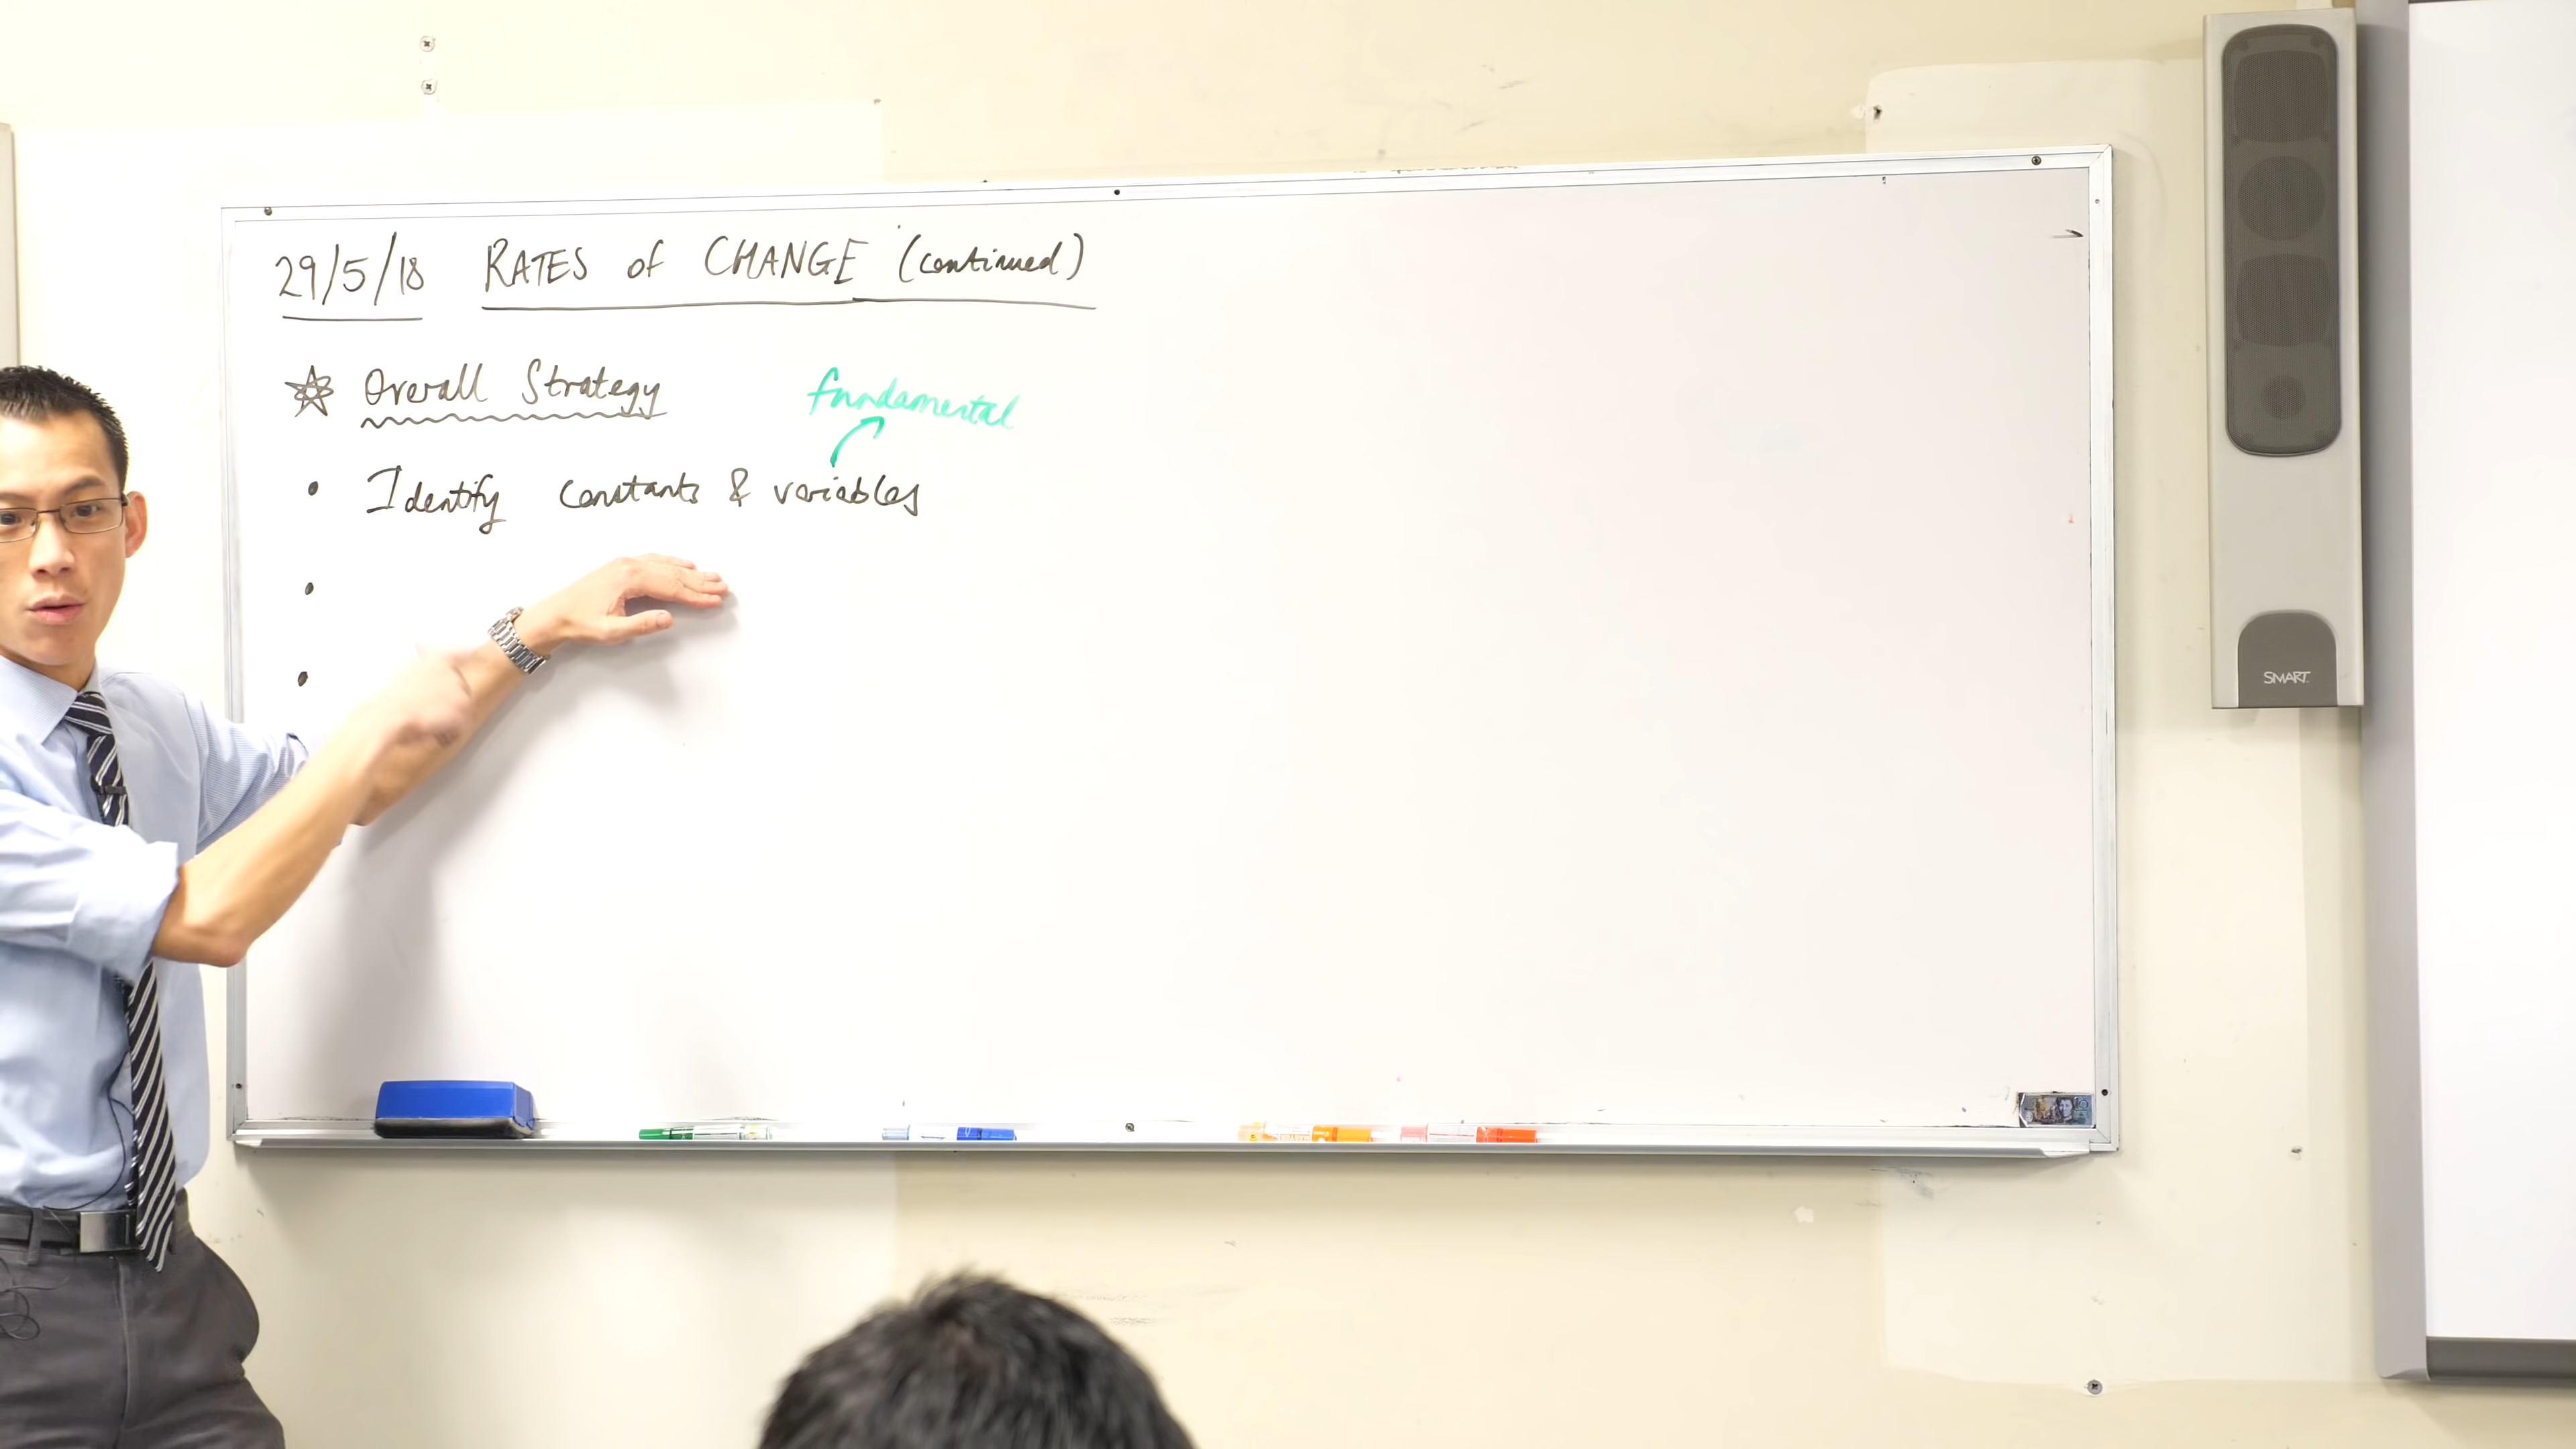 29/5/18 RATES of CHANGE (continued)
Overall Strategy
fundamental
• Identify constants & variables
•
•
SMART